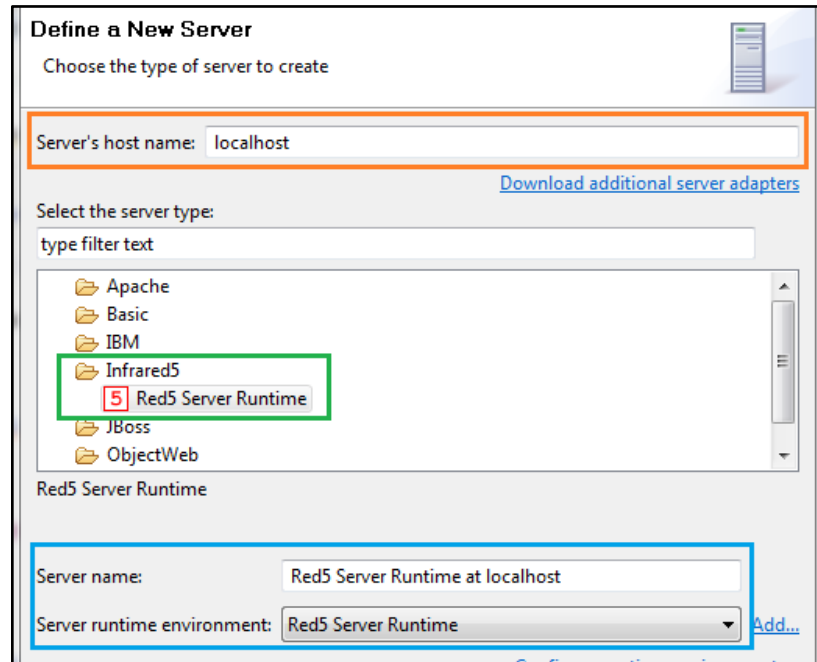 Define a New Server
Choose the type of server to create
Server's host name: localhost
Download additional server adapters
Select the server type:
type filter text
Apache
Basic
IBM
Infrared5
5 Red5 Server Runtime
JBoss
ObjectWeb
Red5 Server Runtime
Server name: Red5 Server Runtime at localhost
Server runtime environment: Red5 Server Runtime Add...